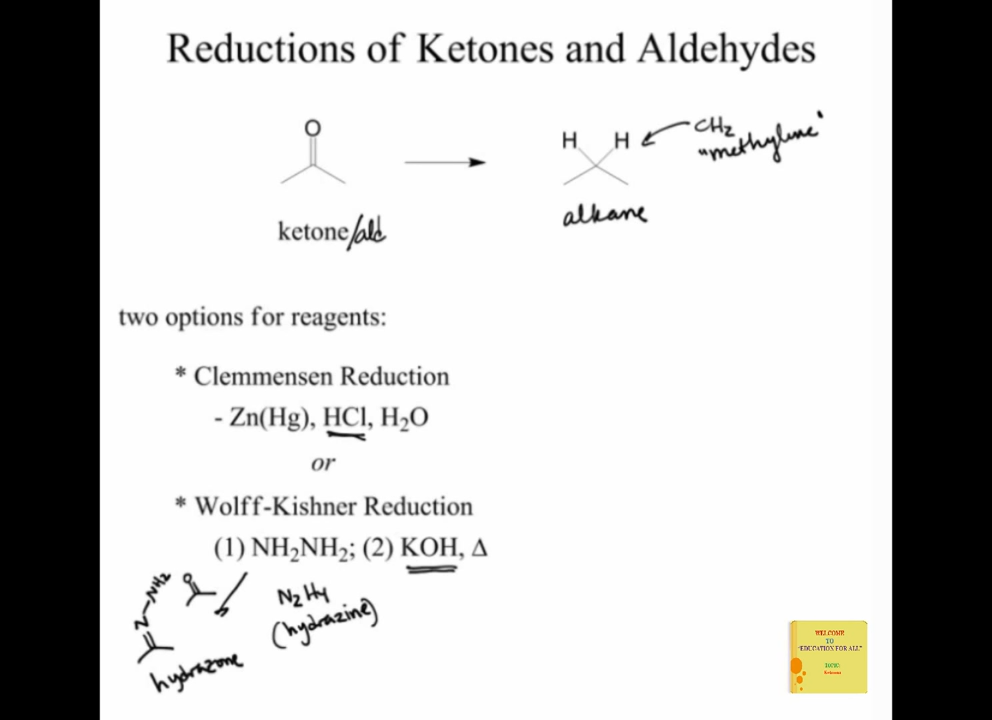 Reductions of Ketones and Aldehydes
O
H H
CH2
"methylene"
ketone/ald
alkane
two options for reagents:
* Clemmensen Reduction
- Zn(Hg), HCl, H2O
or
* Wolff-Kishner Reduction
(1) NH2NH2; (2) KOH, Δ
N-NH2
O
N2H4
(hydrazine)
hydrazone
WELCOME
TO
"EDUCATION FOR ALL"